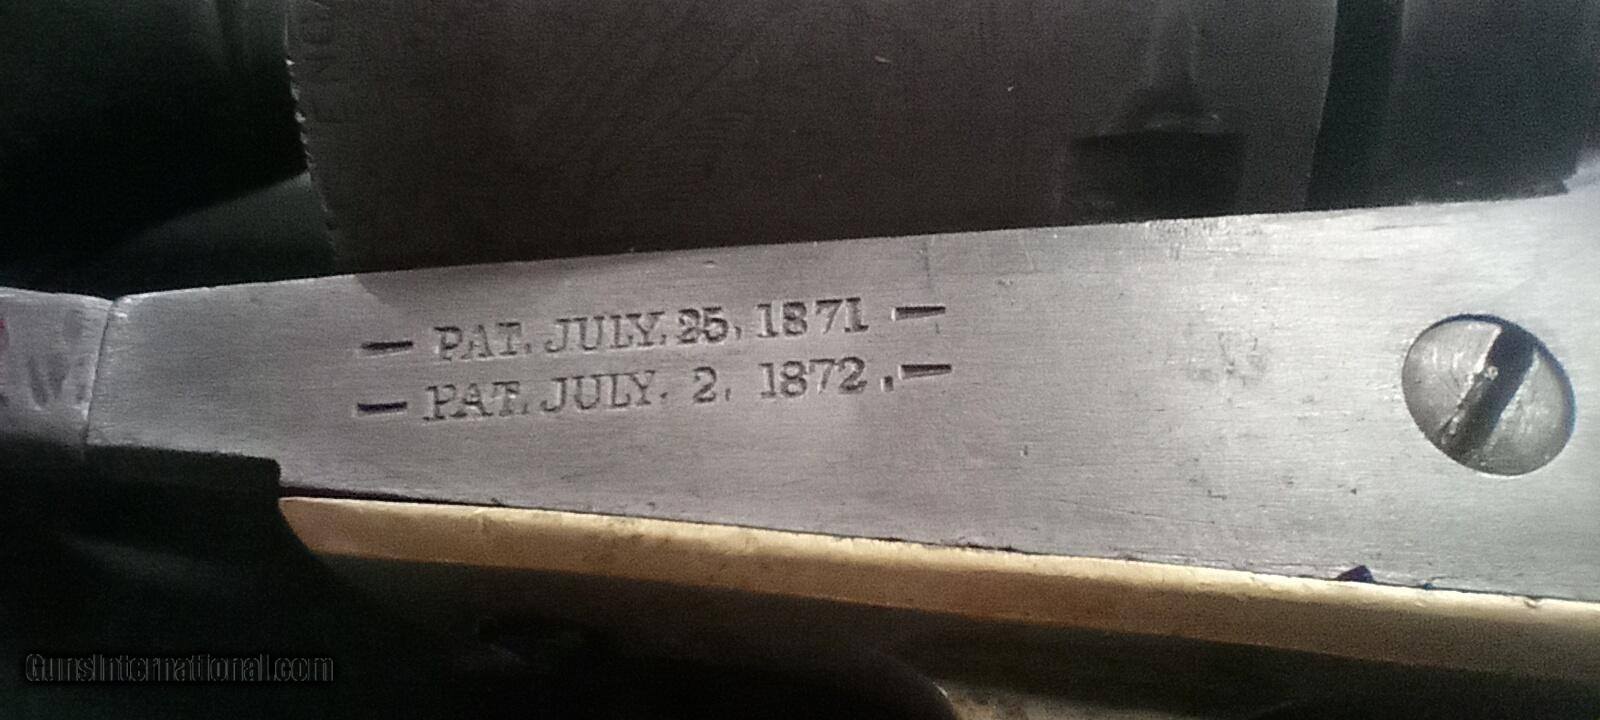 — PAT. JULY. 25, 1871 —
— PAT. JULY. 2, 1872. —
GunsInternational.com